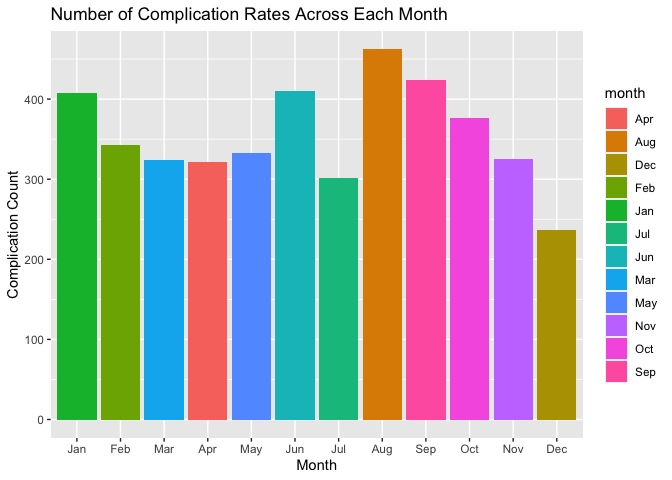 Number of Complication Rates Across Each Month
Complication Count
400
300
200
100
0
Jan Feb Mar Apr May Jun Jul Aug Sep Oct Nov Dec
Month
month
Apr
Aug
Dec
Feb
Jan
Jul
Jun
Mar
May
Nov
Oct
Sep